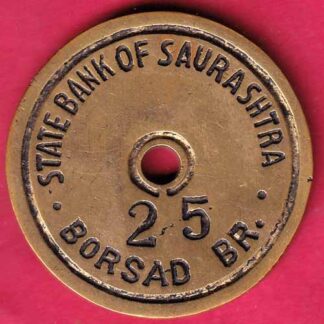 STATE BANK OF SAURASHTRA
25
· BORSAD BR. ·